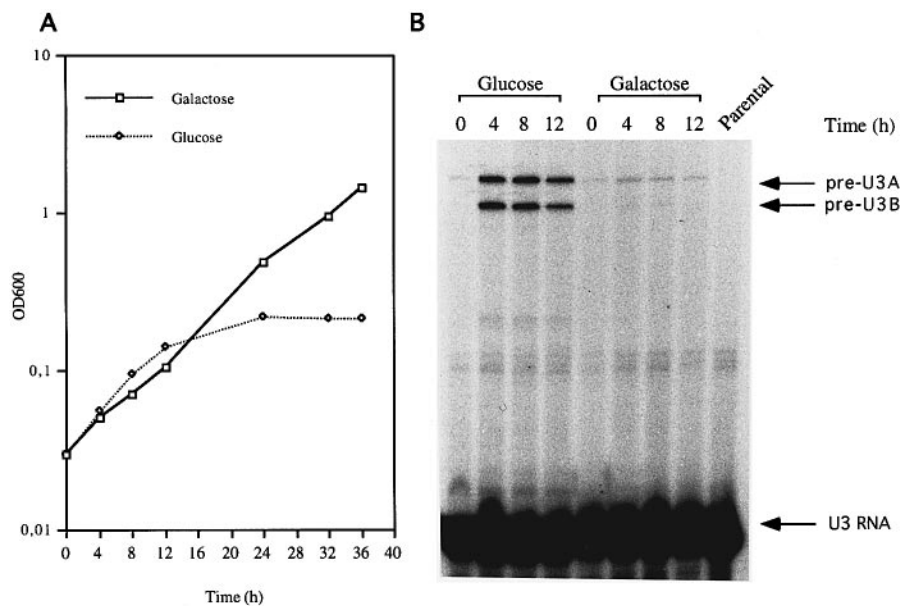 A
10
Galactose
Glucose
1
OD600
0,1
0,01
0 4 8 12 16 20 24 28 32 36 40
Time (h)
B
Glucose Galactose Parental
0 4 8 12 0 4 8 12 Time (h)
pre-U3A
pre-U3B
U3 RNA